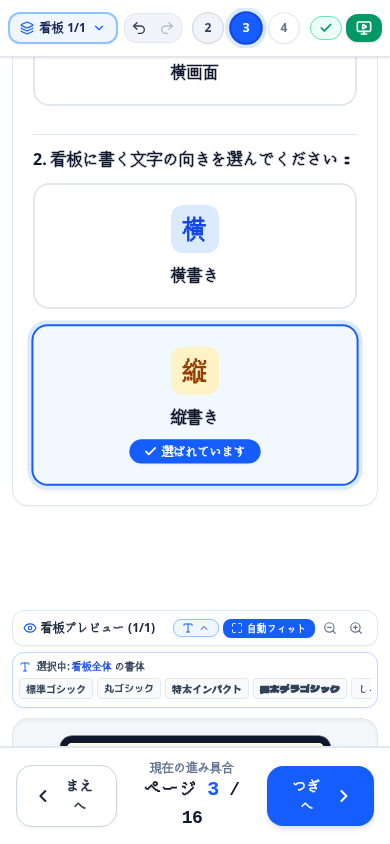 看板 1/1
2
3
4
横画面
2. 看板に書く文字の向きを選んでください：
横
横書き
縦
縦書き
選ばれています
看板プレビュー (1/1)
自動フィット
選択中:看板全体 の書体
標準ゴシック 丸ゴシック 特太インパクト 極太デラゴシック
まえ
へ
現在の進み具合
ページ 3 /
16
つぎ
へ